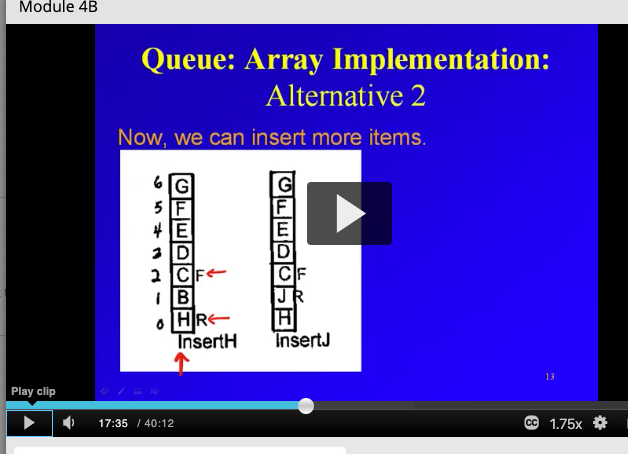 Module 4B
Queue: Array Implementation:
Alternative 2
Now, we can insert more items.
6 G
5 F
4 E
3 D
2 C F
1 B
0 H R
InsertH
G
F
E
D
C F
J R
H
InsertJ
13
Play clip
17:35 / 40:12
CC
1.75x